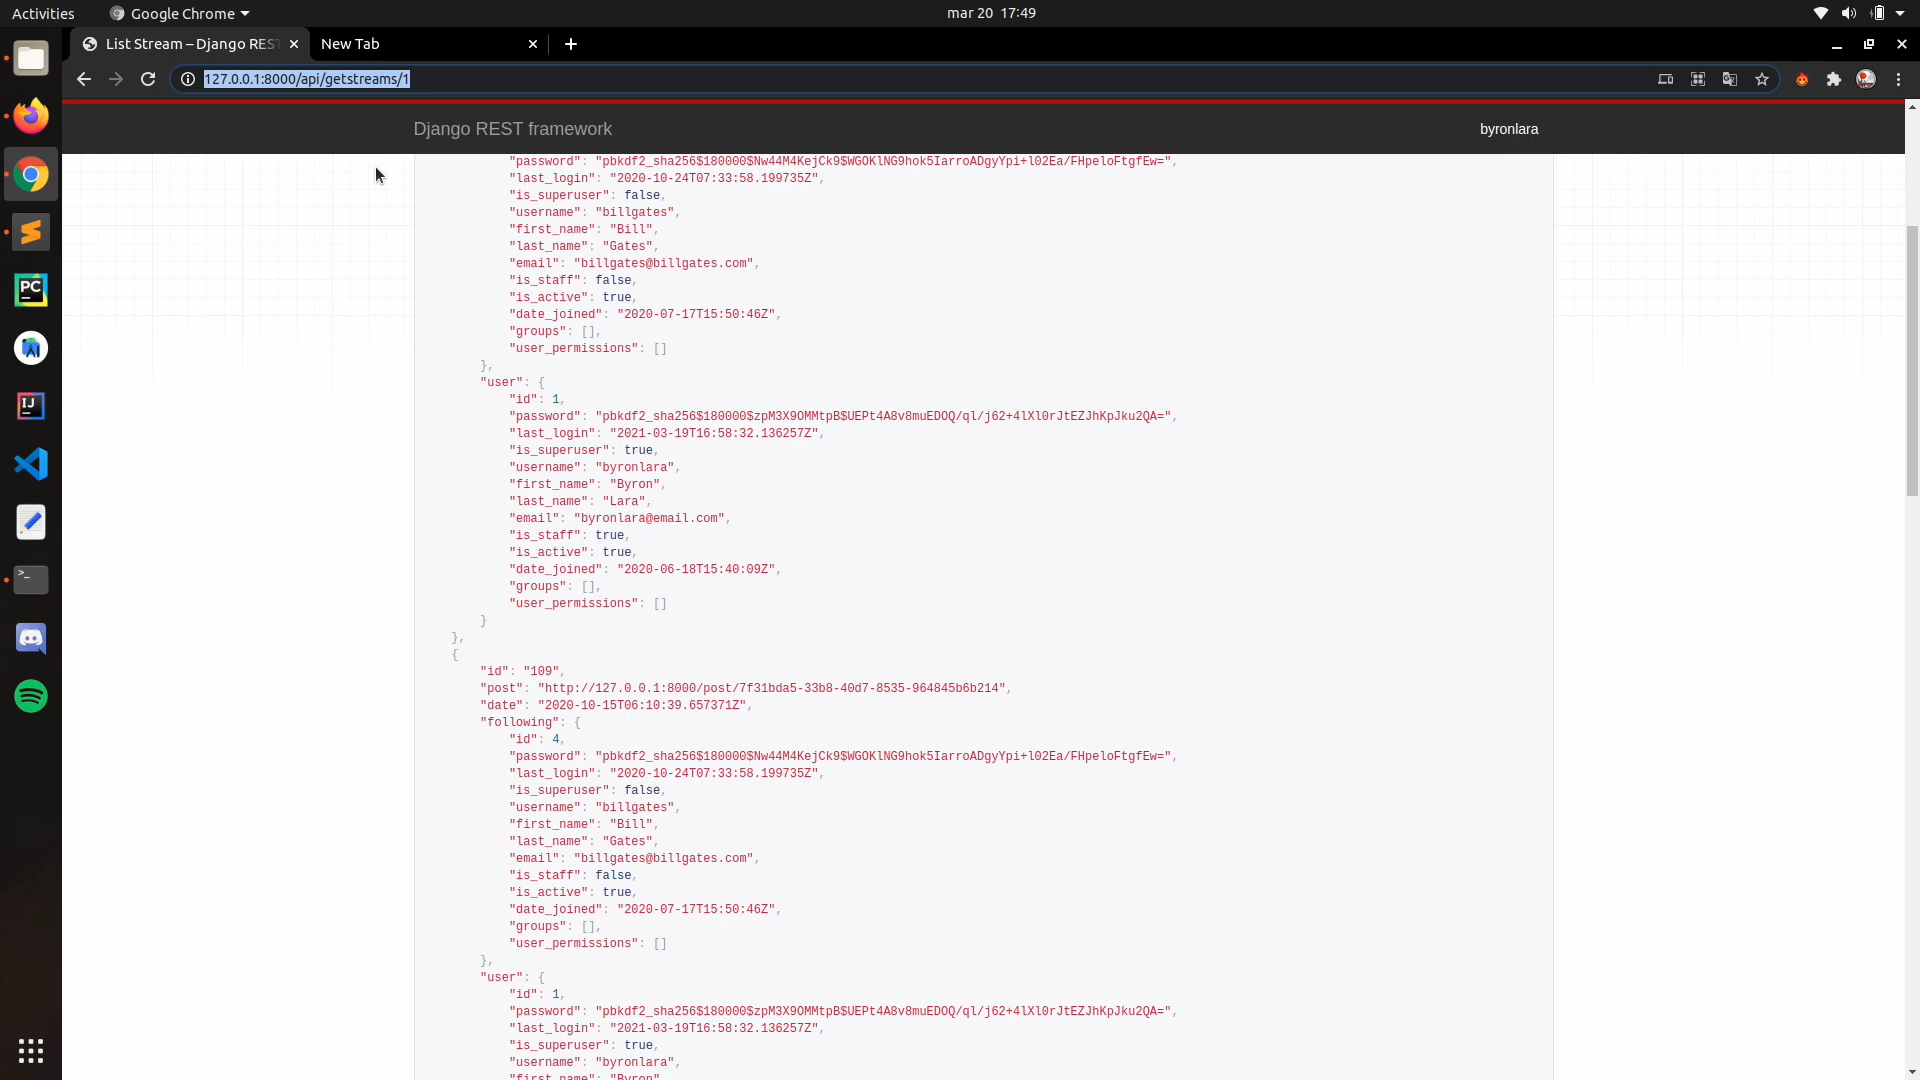 Activities
Google Chrome
mar 20 17:49
List Stream – Django RES
New Tab
127.0.0.1:8000/api/getstreams/1
Django REST framework
byronlara
"password": "pbkdf2_sha256$180000$Nw44M4KejCk9$WGOKlNG9hok5IarroADgyYpi+l02Ea/FHpeloFtgfEw=",
"last_login": "2020-10-24T07:33:58.199735Z",
"is_superuser": false,
"username": "billgates",
"first_name": "Bill",
"last_name": "Gates",
"email": "billgates@billgates.com",
"is_staff": false,
"is_active": true,
"date_joined": "2020-07-17T15:50:46Z",
"groups": [],
"user_permissions": []
},
"user": {
"id": 1,
"password": "pbkdf2_sha256$180000$zpM3X9OMMtpB$UEPt4A8v8muEDOQ/ql/j62+4lXl0rJtEZJhKpJku2QA=",
"last_login": "2021-03-19T16:58:32.136257Z",
"is_superuser": true,
"username": "byronlara",
"first_name": "Byron",
"last_name": "Lara",
"email": "byronlara@email.com",
"is_staff": true,
"is_active": true,
"date_joined": "2020-06-18T15:40:09Z",
"groups": [],
"user_permissions": []
}
},
{
"id": "109",
"post": "http://127.0.0.1:8000/post/7f31bda5-33b8-40d7-8535-964845b6b214",
"date": "2020-10-15T06:10:39.657371Z",
"following": {
"id": 4,
"password": "pbkdf2_sha256$180000$Nw44M4KejCk9$WGOKlNG9hok5IarroADgyYpi+l02Ea/FHpeloFtgfEw=",
"last_login": "2020-10-24T07:33:58.199735Z",
"is_superuser": false,
"username": "billgates",
"first_name": "Bill",
"last_name": "Gates",
"email": "billgates@billgates.com",
"is_staff": false,
"is_active": true,
"date_joined": "2020-07-17T15:50:46Z",
"groups": [],
"user_permissions": []
},
"user": {
"id": 1,
"password": "pbkdf2_sha256$180000$zpM3X9OMMtpB$UEPt4A8v8muEDOQ/ql/j62+4lXl0rJtEZJhKpJku2QA=",
"last_login": "2021-03-19T16:58:32.136257Z",
"is_superuser": true,
"username": "byronlara",
"first_name": "Byron",
PC
IJ